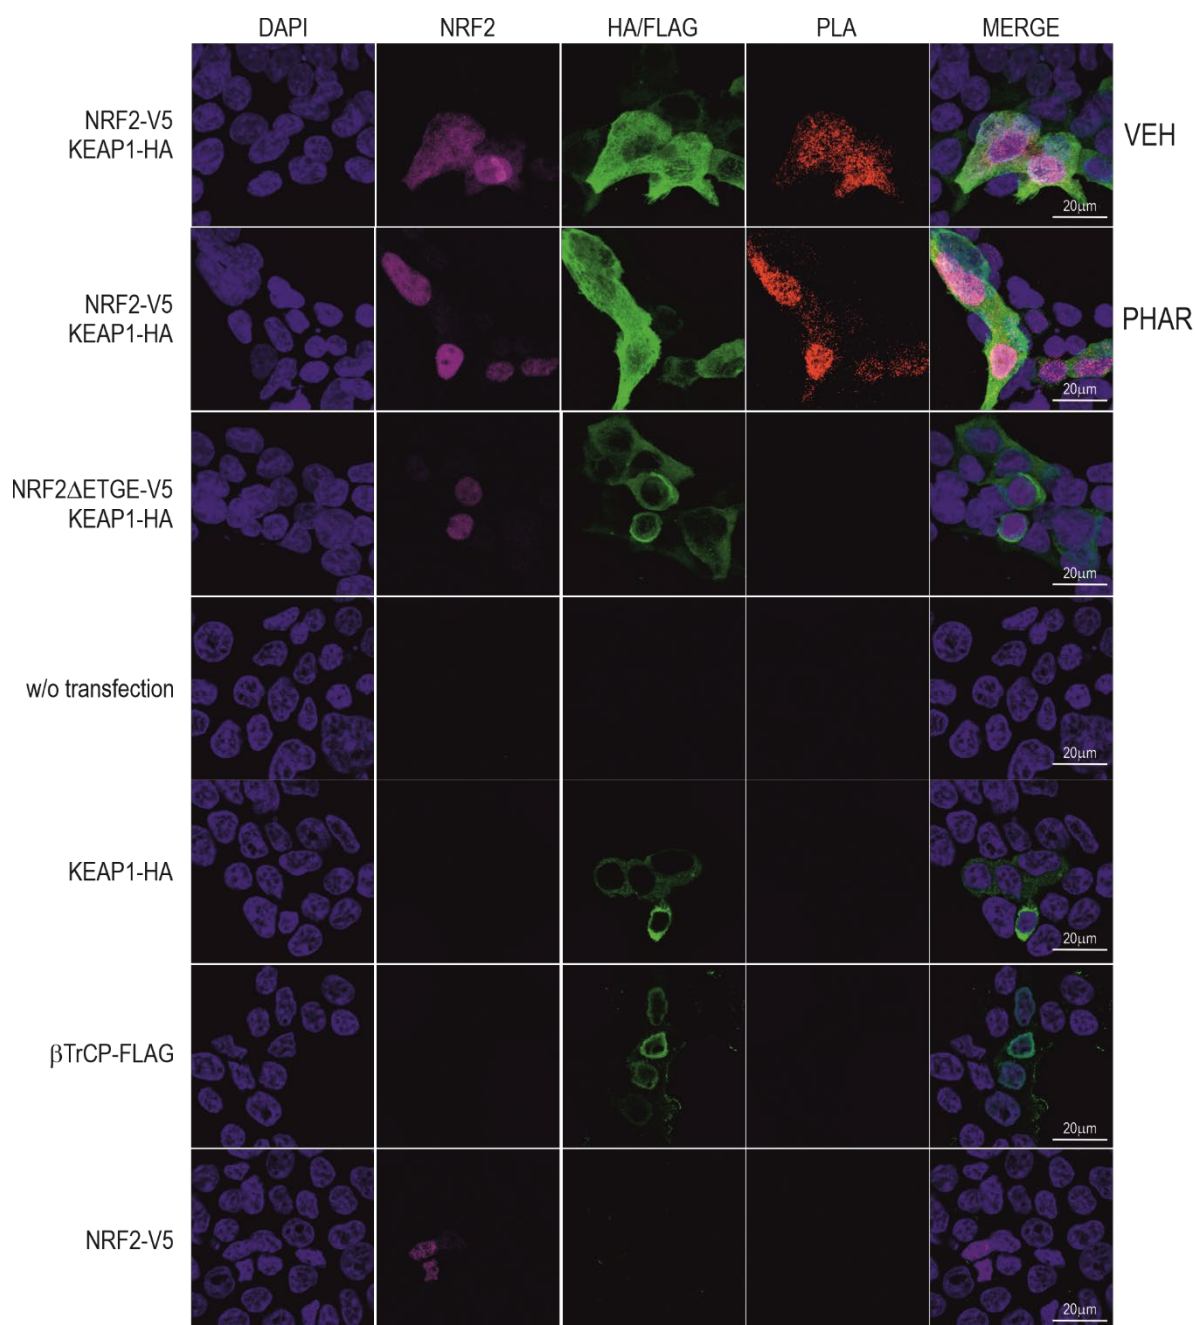 DAPI NRF2 HA/FLAG PLA MERGE
NRF2-V5
KEAP1-HA
VEH
20µm
NRF2-V5
KEAP1-HA
PHAR
20µm
NRF2ΔETGE-V5
KEAP1-HA
20µm
w/o transfection
20µm
KEAP1-HA
20µm
βTrCP-FLAG
20µm
NRF2-V5
20µm